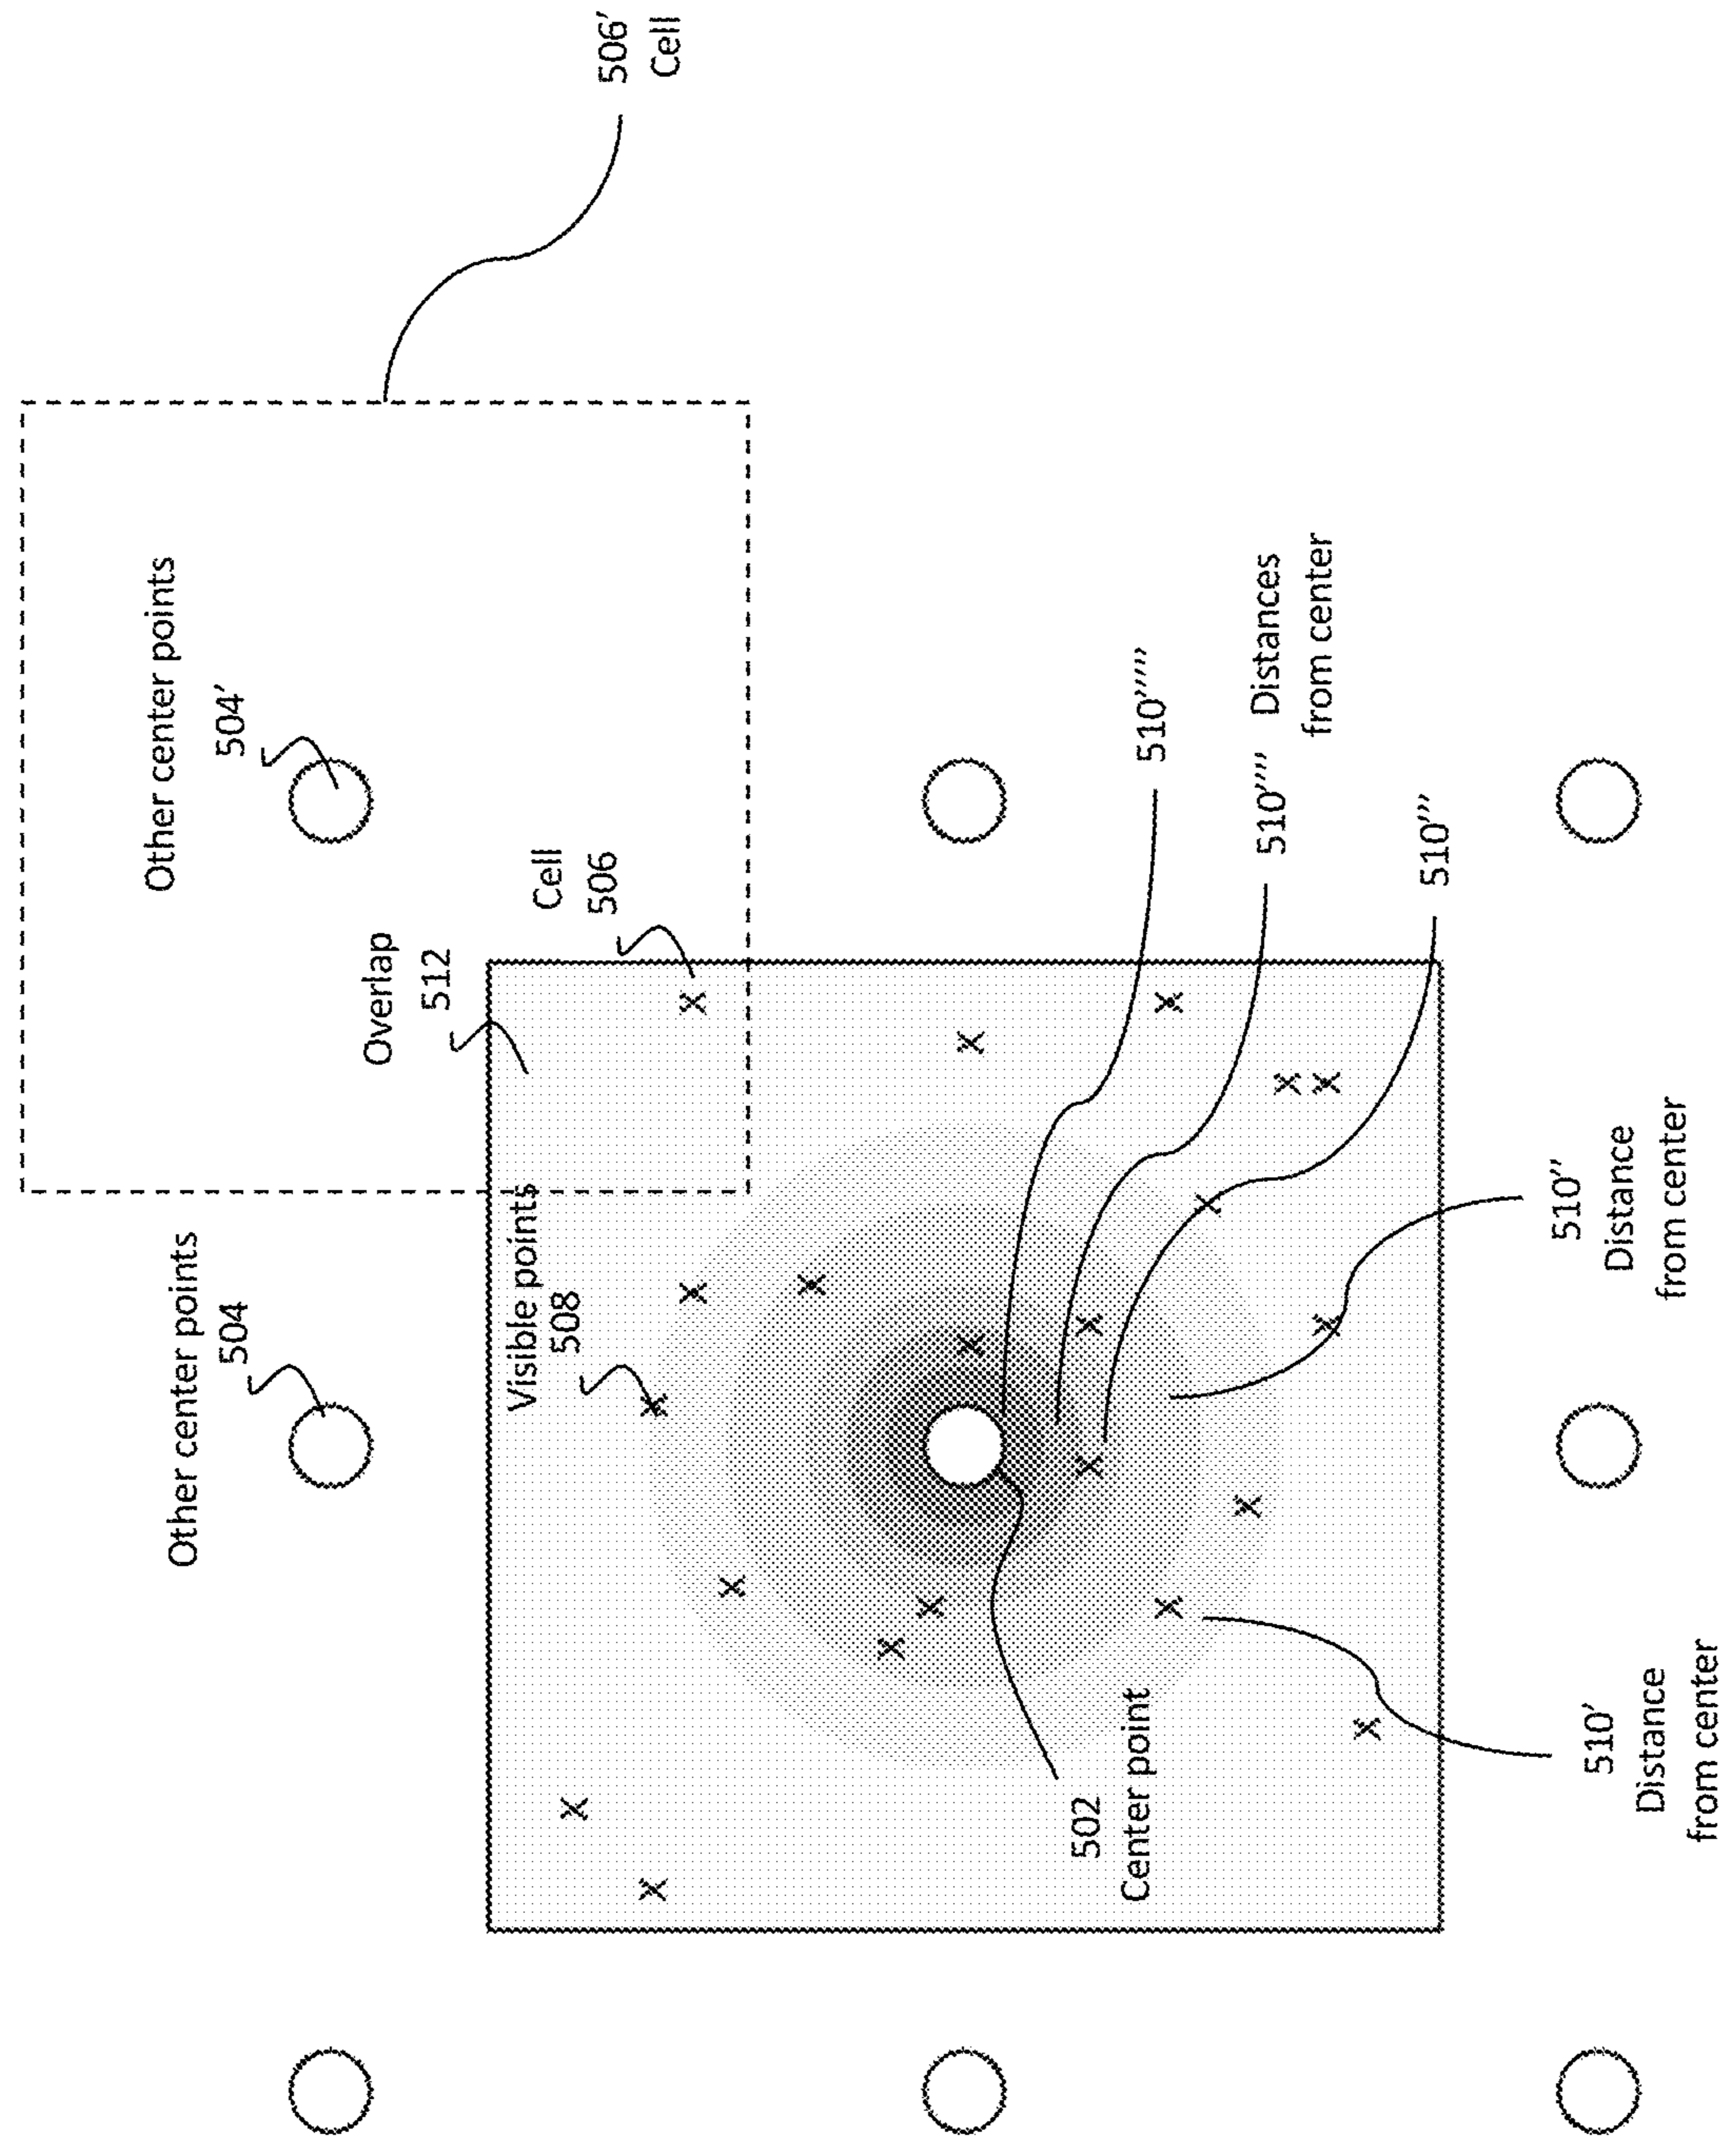 Other center points
504
Other center points
504′
Overlap
512
Visible points
508
Cell
506
506′
Cell
502
Center point
510′′′′′
510′′′′ Distances
from center
510′′′
510′′
Distance
from center
510′
Distance
from center